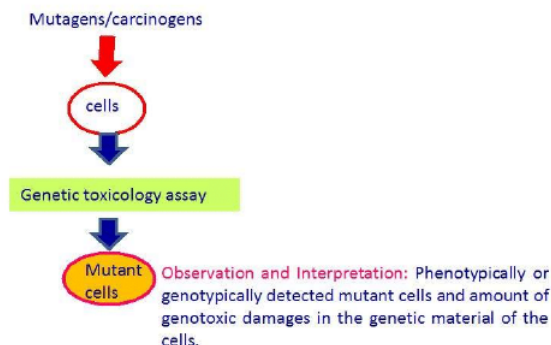 Mutagens/carcinogens
cells
Genetic toxicology assay
Mutant
cells
Observation and Interpretation: Phenotypically or
genotypically detected mutant cells and amount of
genotoxic damages in the genetic material of the
cells.